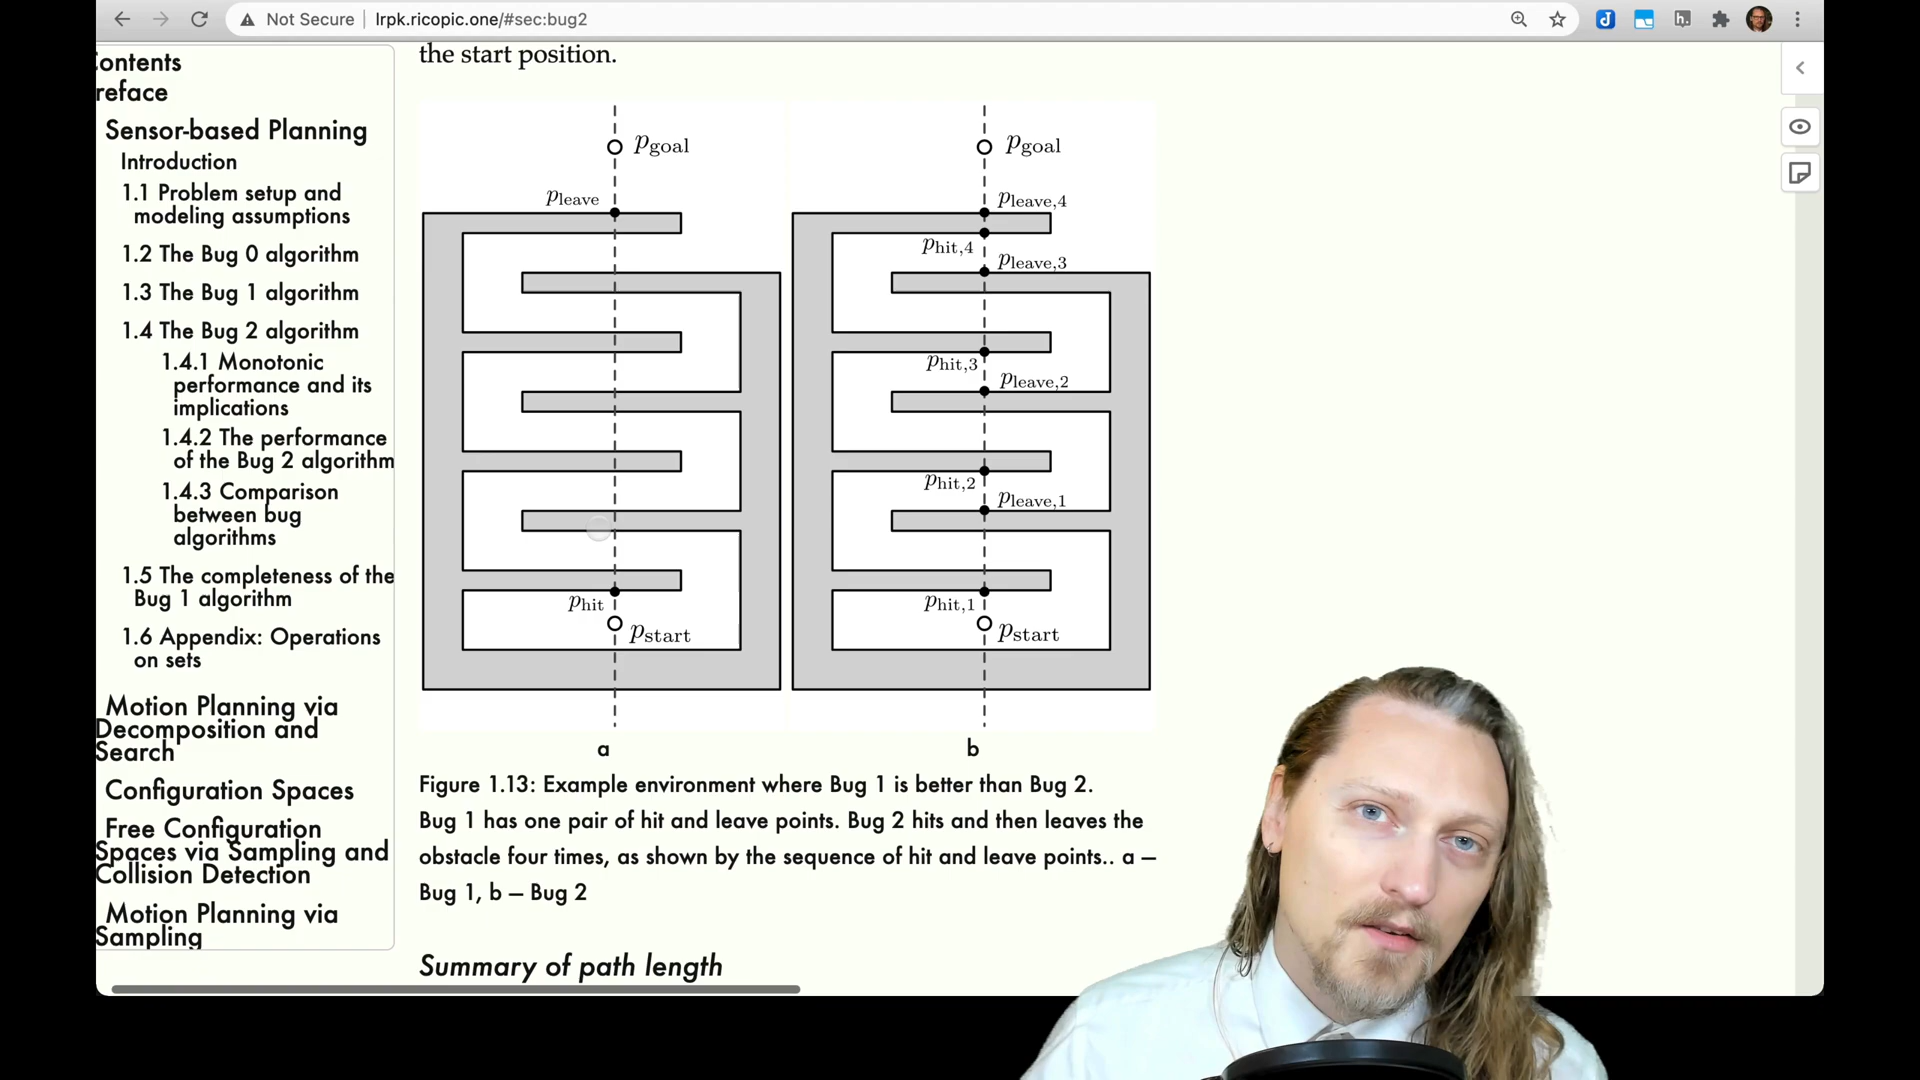 Not Secure | lrpk.ricopic.one/#sec:bug2
ontents
reface
Sensor-based Planning
Introduction
1.1 Problem setup and
modeling assumptions
1.2 The Bug 0 algorithm
1.3 The Bug 1 algorithm
1.4 The Bug 2 algorithm
1.4.1 Monotonic
performance and its
implications
1.4.2 The performance
of the Bug 2 algorithm
1.4.3 Comparison
between bug
algorithms
1.5 The completeness of the
Bug 1 algorithm
1.6 Appendix: Operations
on sets
Motion Planning via
Decomposition and
Search
Configuration Spaces
Free Configuration
Spaces via Sampling and
Collision Detection
Motion Planning via
Sampling
the start position.
pgoal
pleave
phit
pstart
a
pgoal
pleave,4
phit,4
pleave,3
phit,3
pleave,2
phit,2
pleave,1
phit,1
pstart
b
Figure 1.13: Example environment where Bug 1 is better than Bug 2.
Bug 1 has one pair of hit and leave points. Bug 2 hits and then leaves the
obstacle four times, as shown by the sequence of hit and leave points.. a –
Bug 1, b – Bug 2
Summary of path length